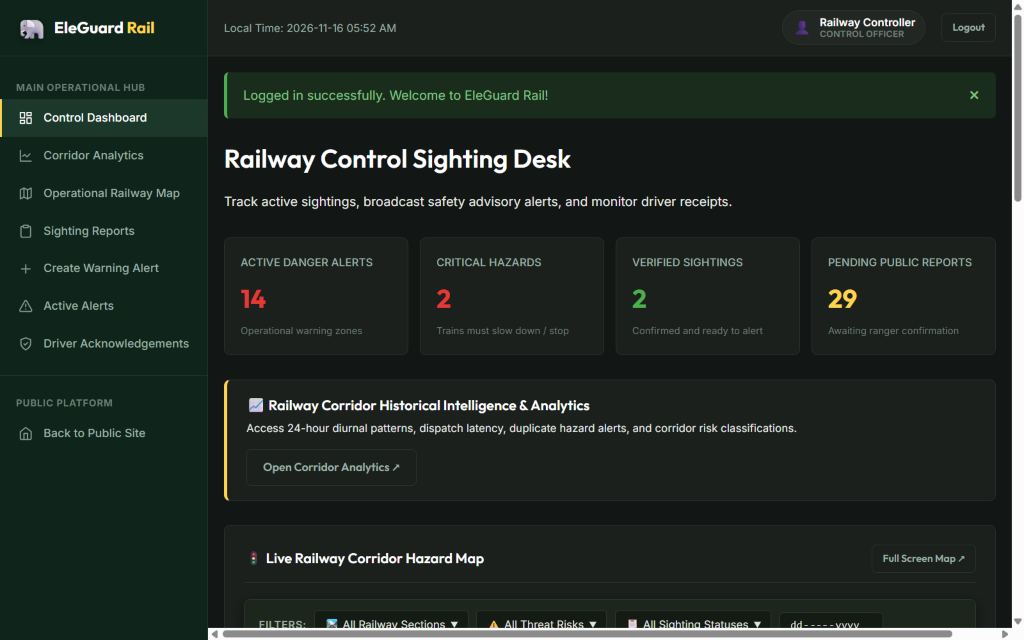 EleGuard Rail
Local Time: 2026-11-16 05:52 AM
Railway Controller
CONTROL OFFICER
Logout
MAIN OPERATIONAL HUB
Control Dashboard
Corridor Analytics
Operational Railway Map
Sighting Reports
Create Warning Alert
Active Alerts
Driver Acknowledgements
PUBLIC PLATFORM
Back to Public Site
Logged in successfully. Welcome to EleGuard Rail!
×
Railway Control Sighting Desk
Track active sightings, broadcast safety advisory alerts, and monitor driver receipts.
ACTIVE DANGER ALERTS
14
Operational warning zones
CRITICAL HAZARDS
2
Trains must slow down / stop
VERIFIED SIGHTINGS
2
Confirmed and ready to alert
PENDING PUBLIC REPORTS
29
Awaiting ranger confirmation
Railway Corridor Historical Intelligence & Analytics
Access 24-hour diurnal patterns, dispatch latency, duplicate hazard alerts, and corridor risk classifications.
Open Corridor Analytics ↗
Live Railway Corridor Hazard Map
Full Screen Map ↗
FILTERS:
All Railway Sections ▼
All Threat Risks ▼
All Sighting Statuses ▼
dd-----yyyy